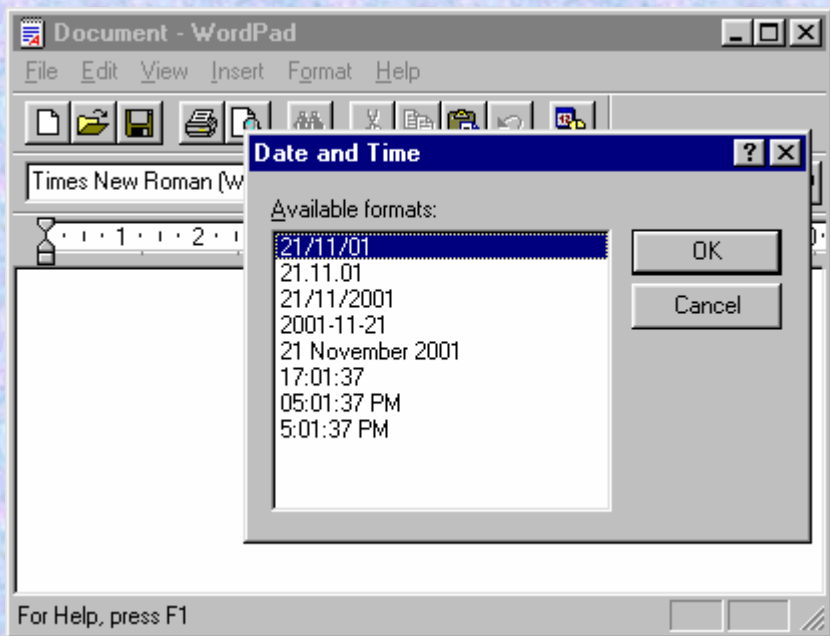 Document - WordPad
File Edit View Insert Format Help
Date and Time
Times New Roman (W
Available formats:
1 2
21/11/01
21.11.01
21/11/2001
2001-11-21
21 November 2001
17:01:37
05:01:37 PM
5:01:37 PM
OK
Cancel
For Help, press F1